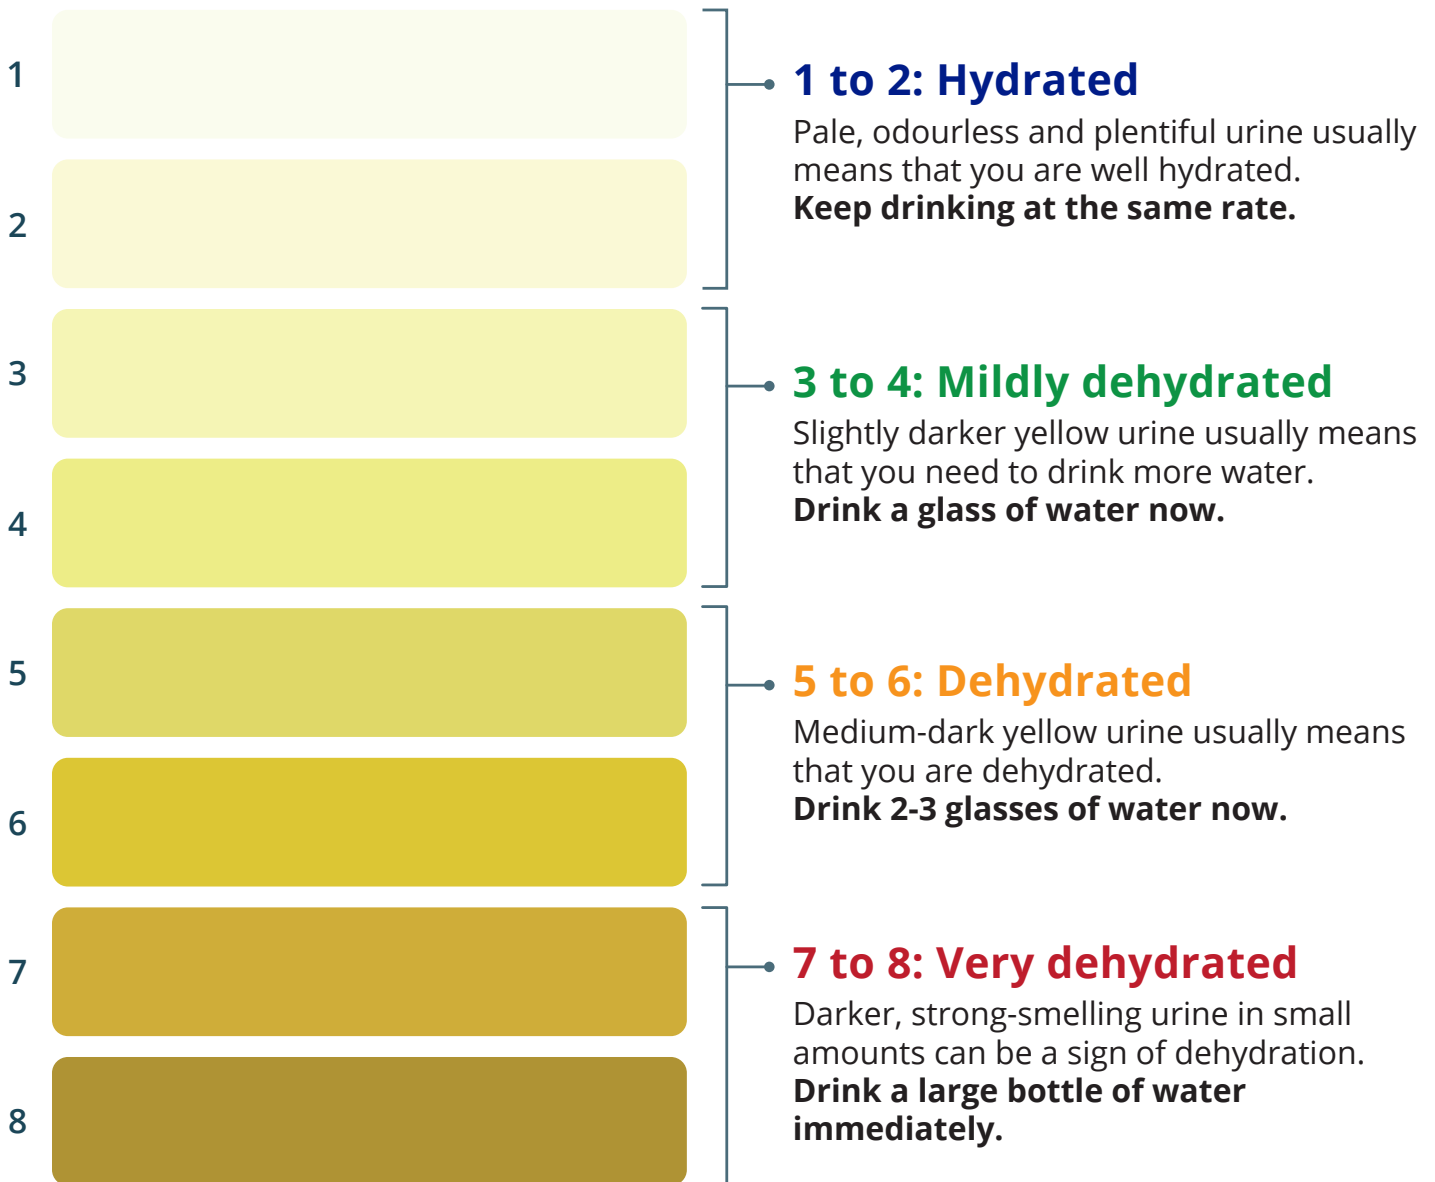 1
1 to 2: Hydrated
Pale, odourless and plentiful urine usually
means that you are well hydrated.
Keep drinking at the same rate.
2
3
3 to 4: Mildly dehydrated
Slightly darker yellow urine usually means
that you need to drink more water.
Drink a glass of water now.
4
5
5 to 6: Dehydrated
Medium-dark yellow urine usually means
that you are dehydrated.
Drink 2-3 glasses of water now.
6
7
7 to 8: Very dehydrated
Darker, strong-smelling urine in small
amounts can be a sign of dehydration.
Drink a large bottle of water
immediately.
8